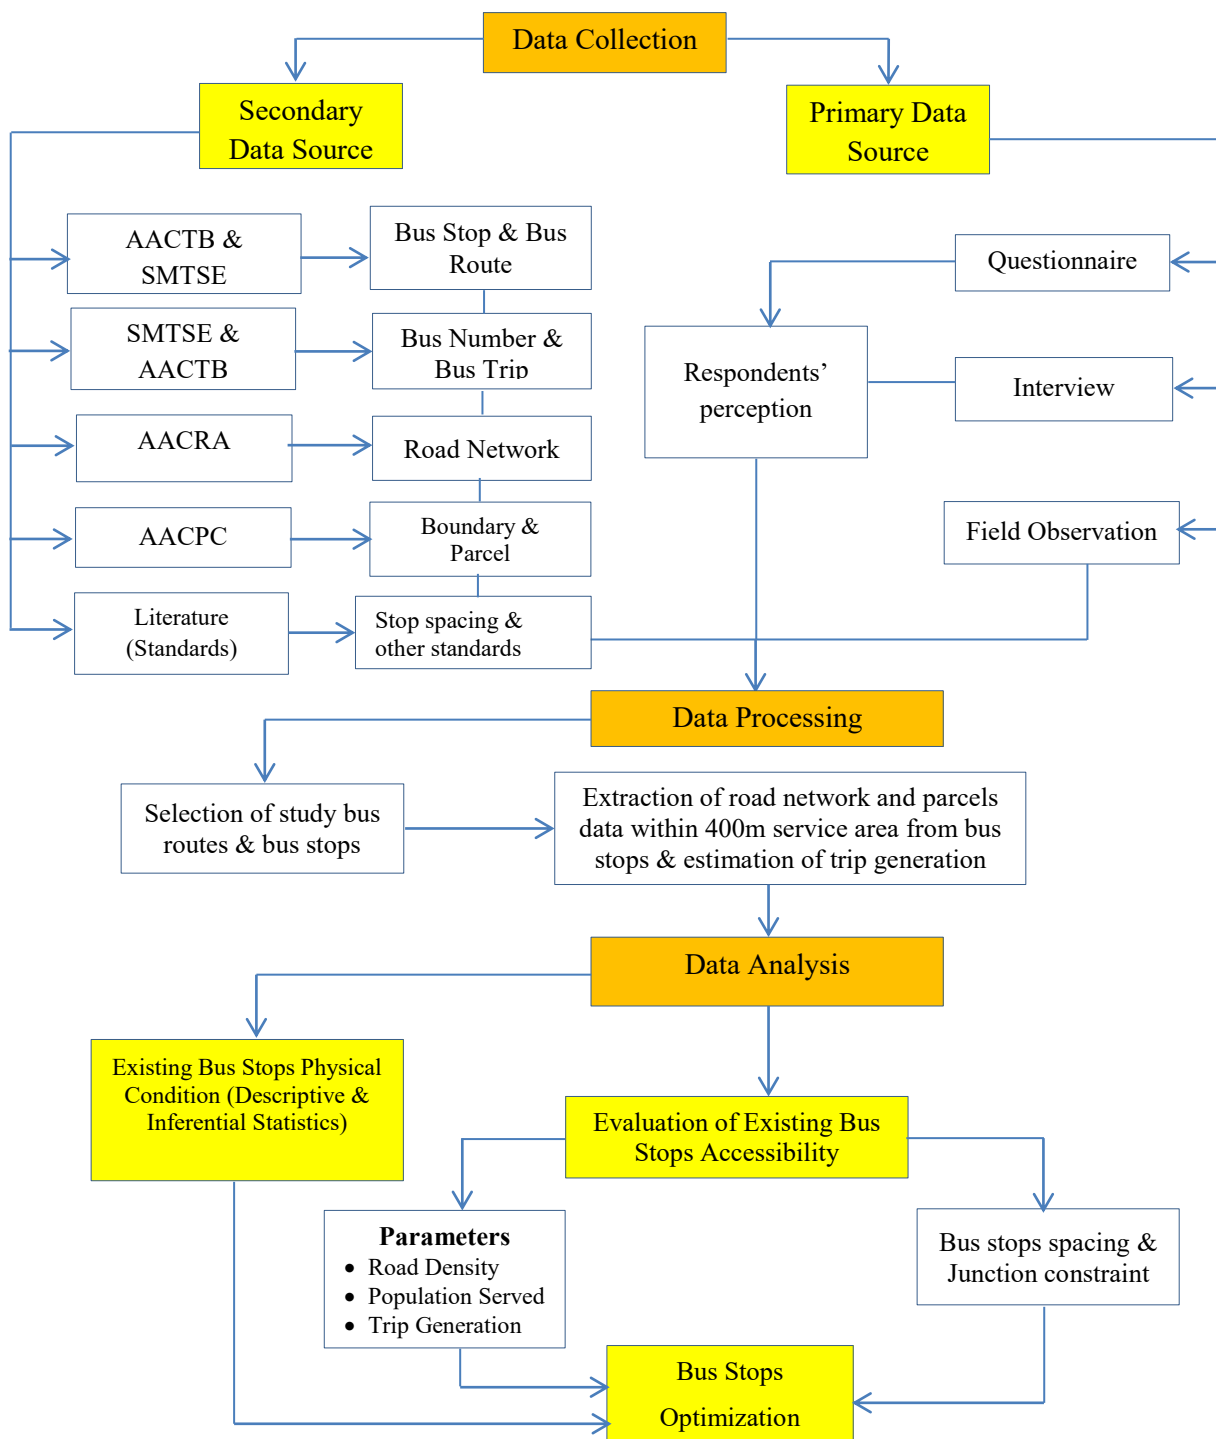 Data Collection
Secondary
Data Source
Primary Data
Source
AACTB &
SMTSE
Bus Stop & Bus
Route
Questionnaire
SMTSE &
AACTB
Bus Number &
Bus Trip
Respondents’
perception
Interview
AACRA
Road Network
AACPC
Boundary &
Parcel
Field Observation
Literature
(Standards)
Stop spacing &
other standards
Data Processing
Selection of study bus
routes & bus stops
Extraction of road network and parcels
data within 400m service area from bus
stops & estimation of trip generation
Data Analysis
Existing Bus Stops Physical
Condition (Descriptive &
Inferential Statistics)
Evaluation of Existing Bus
Stops Accessibility
Parameters
• Road Density
• Population Served
• Trip Generation
Bus stops spacing &
Junction constraint
Bus Stops
Optimization